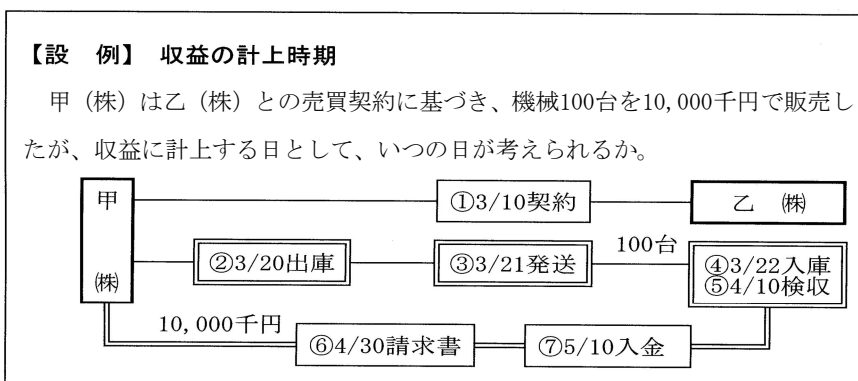 【設 例】 収益の計上時期
甲（株）は乙（株）との売買契約に基づき、機械100台を10,000千円で販売し
たが、収益に計上する日として、いつの日が考えられるか。
甲
㈱
①3/10契約
乙 ㈱
②3/20出庫
③3/21発送
100台
④3/22入庫
⑤4/10検収
10,000千円
⑥4/30請求書
⑦5/10入金